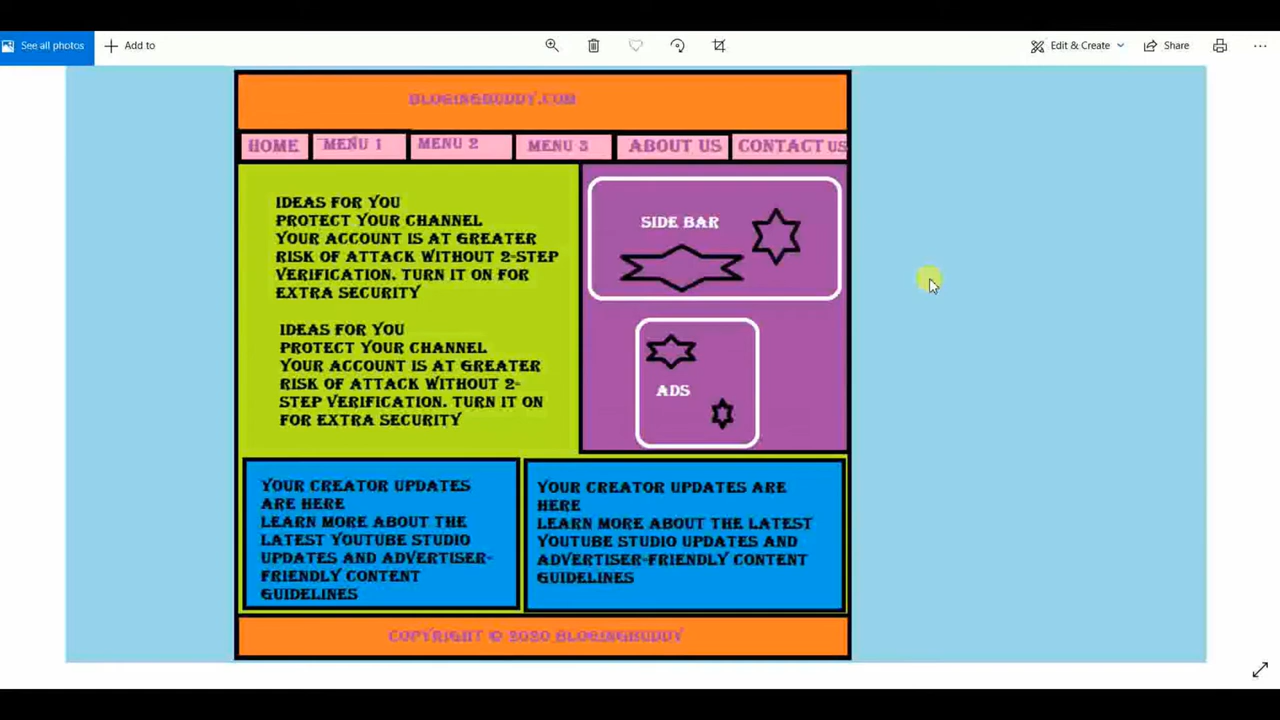 See all photos
Add to
Edit & Create
Share
BLOGINGBUDDY.COM
HOME
MENU 1
MENU 2
MENU 3
ABOUT US
CONTACT US
IDEAS FOR YOU
PROTECT YOUR CHANNEL
YOUR ACCOUNT IS AT GREATER
RISK OF ATTACK WITHOUT 2-STEP
VERIFICATION. TURN IT ON FOR
EXTRA SECURITY
IDEAS FOR YOU
PROTECT YOUR CHANNEL
YOUR ACCOUNT IS AT GREATER
RISK OF ATTACK WITHOUT 2-
STEP VERIFICATION. TURN IT ON
FOR EXTRA SECURITY
SIDE BAR
ADS
YOUR CREATOR UPDATES
ARE HERE
LEARN MORE ABOUT THE
LATEST YOUTUBE STUDIO
UPDATES AND ADVERTISER-
FRIENDLY CONTENT
GUIDELINES
YOUR CREATOR UPDATES ARE
HERE
LEARN MORE ABOUT THE LATEST
YOUTUBE STUDIO UPDATES AND
ADVERTISER-FRIENDLY CONTENT
GUIDELINES
COPYRIGHT © 2020 BLOGINGBUDDY